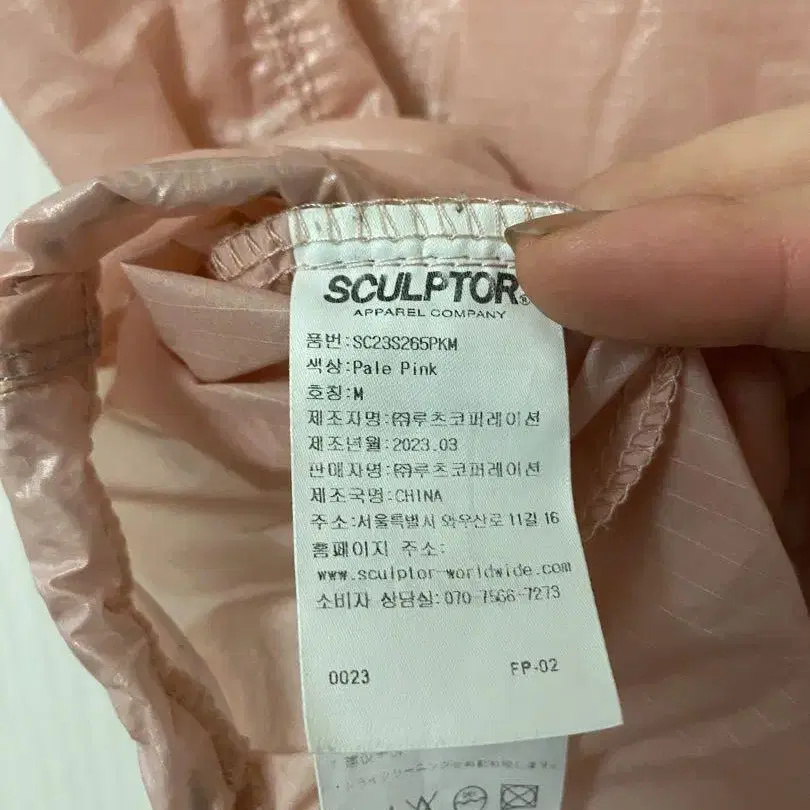 SCULPTOR®
APPAREL COMPANY
품번:SC23S265PKM
색상:Pale Pink
호칭:M
제조자명:㈜루츠코퍼레이션
제조년월:2023.03
판매자명:㈜루츠코퍼레이션
제조국명:CHINA
주소:서울특별시 와우산로 11길 16
홈페이지 주소:
www.sculptor-worldwide.com
소비자 상담실:070-7566-7273
0023 FP-02